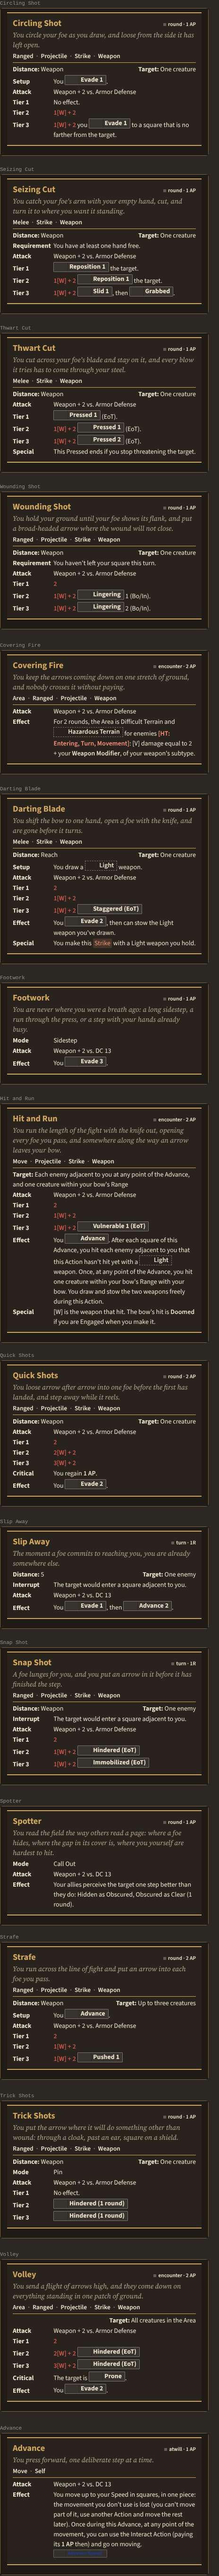 Circling Shot
Circling Shot
round · 1 AP
You circle your foe as you draw, and loose from the side it has
left open.
Ranged · Projectile · Strike · Weapon
Distance: Weapon Target: One creature
Setup You Evade 1.
Attack Weapon + 2 vs. Armor Defense
Tier 1 No effect.
Tier 2 1[W] + 2
Tier 3 1[W] + 2 you Evade 1 to a square that is no
farther from the target.
Seizing Cut
Seizing Cut
round · 1 AP
You catch your foe's arm with your empty hand, cut, and
turn it to where you want it standing.
Melee · Strike · Weapon
Distance: Weapon Target: One creature
Requirement You have at least one hand free.
Attack Weapon + 2 vs. Armor Defense
Tier 1 Reposition 1 the target.
Tier 2 1[W] + 2 Reposition 1 the target.
Tier 3 1[W] + 2 Slid 1, then Grabbed.
Thwart Cut
Thwart Cut
round · 1 AP
You cut across your foe's blade and stay on it, and every blow
it tries has to come through your steel.
Melee · Strike · Weapon
Distance: Weapon Target: One creature
Attack Weapon + 2 vs. Armor Defense
Tier 1 Pressed 1 (EoT).
Tier 2 1[W] + 2 Pressed 1 (EoT).
Tier 3 1[W] + 2 Pressed 2 (EoT).
Special This Pressed ends if you stop threatening the target.
Wounding Shot
Wounding Shot
round · 1 AP
You hold your ground until your foe shows its flank, and put
a broad-headed arrow where the wound will not close.
Ranged · Projectile · Strike · Weapon
Distance: Weapon Target: One creature
Requirement You haven't left your square this turn.
Attack Weapon + 2 vs. Armor Defense
Tier 1 2
Tier 2 1[W] + 2 Lingering 1 (Bo/In).
Tier 3 1[W] + 2 Lingering 2 (Bo/In).
Covering Fire
Covering Fire
encounter · 2 AP
You keep the arrows coming down on one stretch of ground,
and nobody crosses it without paying.
Area · Ranged · Projectile · Weapon
Attack Weapon + 2 vs. Armor Defense
Effect For 2 rounds, the Area is Difficult Terrain and
Hazardous Terrain for enemies [HT:
Entering, Turn, Movement]: [V] damage equal to 2
+ your Weapon Modifier, of your weapon's subtype.
Darting Blade
Darting Blade
round · 2 AP
You shift the bow to one hand, open a foe with the knife, and
are gone before it turns.
Melee · Strike · Weapon
Distance: Reach Target: One creature
Setup You draw a Light weapon.
Attack Weapon + 2 vs. Armor Defense
Tier 1 2
Tier 2 1[W] + 2
Tier 3 1[W] + 2 Staggered (EoT)
Effect You Evade 2, then can stow the Light
weapon you've drawn.
Special You make this Strike with a Light weapon you hold.
Footwork
Footwork
round · 1 AP
You are never where you were a breath ago: a long sidestep, a
run through the press, or a step with your hands already
busy.
Mode Sidestep
Attack Weapon + 2 vs. DC 13
Effect You Evade 3.
Hit and Run
Hit and Run
encounter · 2 AP
You run the length of the fight with the knife out, opening
every foe you pass, and somewhere along the way an arrow
leaves your bow.
Move · Projectile · Strike · Weapon
Target: Each enemy adjacent to you at any point of the Advance,
and one creature within your bow's Range
Attack Weapon + 2 vs. Armor Defense
Tier 1 2
Tier 2 1[W] + 2
Tier 3 1[W] + 2 Vulnerable 1 (EoT)
Effect You Advance. After each square of this
Advance, you hit each enemy adjacent to you that
this Action hasn't hit yet with a Light
weapon. Once, at any point of the Advance, you hit
one creature within your bow's Range with your
bow. You draw and stow the two weapons freely
during this Action.
Special [W] is the weapon that hit. The bow's hit is Doomed
if you are Engaged when you make it.
Quick Shots
Quick Shots
round · 2 AP
You loose arrow after arrow into one foe before the first has
landed, and step away while it reels.
Ranged · Projectile · Strike · Weapon
Distance: Weapon Target: One creature
Attack Weapon + 2 vs. Armor Defense
Tier 1 2
Tier 2 2[W] + 2
Tier 3 3[W] + 2
Critical You regain 1 AP.
Effect You Evade 2.
Slip Away
Slip Away
turn · 1R
The moment a foe commits to reaching you, you are already
somewhere else.
Distance: 5 Target: One enemy
Interrupt The target would enter a square adjacent to you.
Attack Weapon + 2 vs. DC 13
Effect You Evade 1, then Advance 2.
Snap Shot
Snap Shot
turn · 1R
A foe lunges for you, and you put an arrow in it before it has
finished the step.
Ranged · Projectile · Strike · Weapon
Distance: Weapon Target: One enemy
Interrupt The target would enter a square adjacent to you.
Attack Weapon + 2 vs. Armor Defense
Tier 1 2
Tier 2 1[W] + 2 Hindered (EoT)
Tier 3 1[W] + 2 Immobilized (EoT)
Spotter
Spotter
round · 1 AP
You read the field the way others read a page: where a foe
hides, where the gap in its cover is, where you yourself are
hardest to hit.
Mode Call Out
Attack Weapon + 2 vs. DC 13
Effect Your allies perceive the target one step better than
they do: Hidden as Obscured, Obscured as Clear (1
round).
Strafe
Strafe
round · 2 AP
You run across the line of fight and put an arrow into each
foe you pass.
Ranged · Projectile · Strike · Weapon
Distance: Weapon Target: Up to three creatures
Setup You Advance.
Attack Weapon + 2 vs. Armor Defense
Tier 1 2
Tier 2 1[W] + 2
Tier 3 1[W] + 2 Pushed 1
Trick Shots
Trick Shots
round · 1 AP
You put the arrow where it will do something other than
wound: through a cloak, past an ear, square on a shield.
Ranged · Projectile · Strike · Weapon
Distance: Weapon Target: One creature
Mode Pin
Attack Weapon + 2 vs. Armor Defense
Tier 1 No effect.
Tier 2 Hindered (1 round)
Tier 3 Hindered (1 round)
Volley
Volley
encounter · 2 AP
You send a flight of arrows high, and they come down on
everything standing in one patch of ground.
Area · Ranged · Projectile · Strike · Weapon
Target: All creatures in the Area
Attack Weapon + 2 vs. Armor Defense
Tier 1 2
Tier 2 2[W] + 2 Hindered (EoT)
Tier 3 3[W] + 2 Hindered (EoT)
Critical The target is Prone.
Effect You Evade 2.
Advance
Advance
atwill · 1 AP
You press forward, one deliberate step at a time.
Move · Self
Attack Weapon + 2 vs. Armor Defense
Effect You move up to your Speed in squares, in one piece:
the movement you don't use is lost (you can't move
part of it, use another Action and move the rest
later). Once during this Advance, at any point of the
movement, you can use the Interact Action (paying
its 1 AP then) and go on moving.